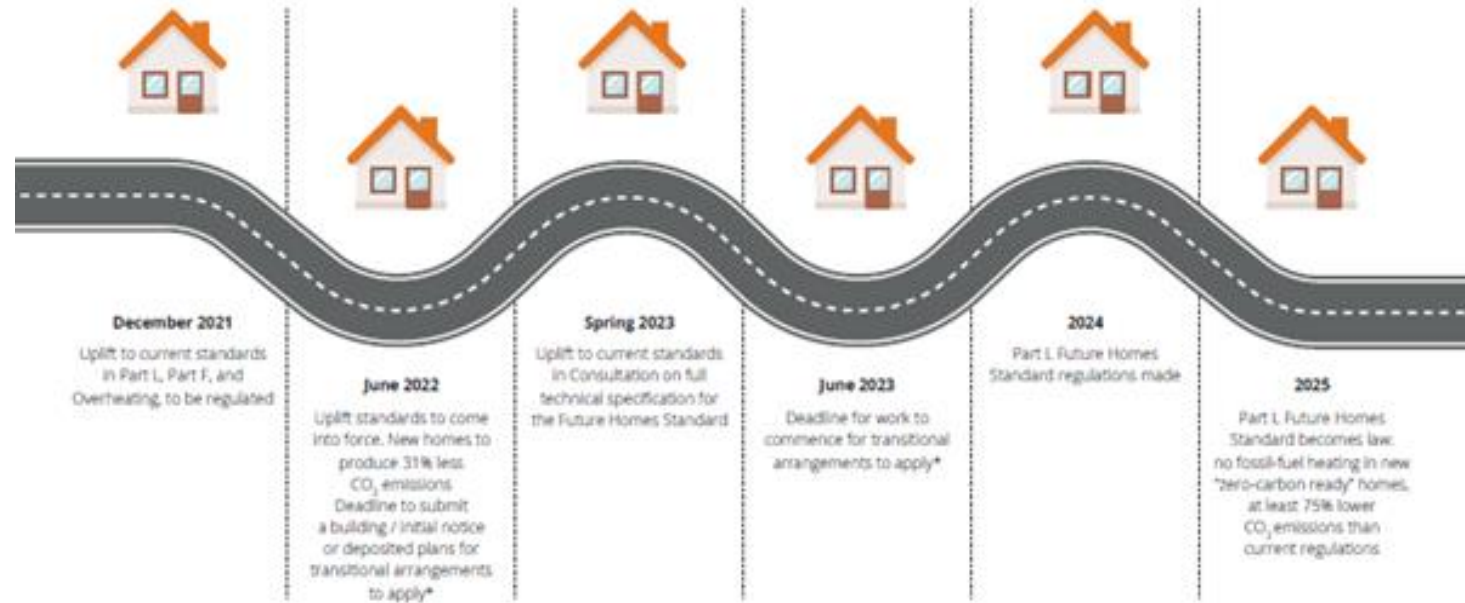 December 2021
Uplift to current standards
in Part L, Part F, and
Overheating, to be regulated
June 2022
Uplift standards to come
into force. New homes to
produce 31% less
CO₂ emissions
Deadline to submit
a building / initial notice
or deposited plans for
transitional arrangements
to apply*
Spring 2023
Uplift to current standards
in Consultation on full
technical specification for
the Future Homes Standard
June 2023
Deadline for work to
commence for transitional
arrangements to apply*
2024
Part L Future Homes
Standard regulations made
2025
Part L Future Homes
Standard becomes law:
no fossil-fuel heating in new
"zero-carbon ready" homes,
at least 75% lower
CO₂ emissions than
current regulations